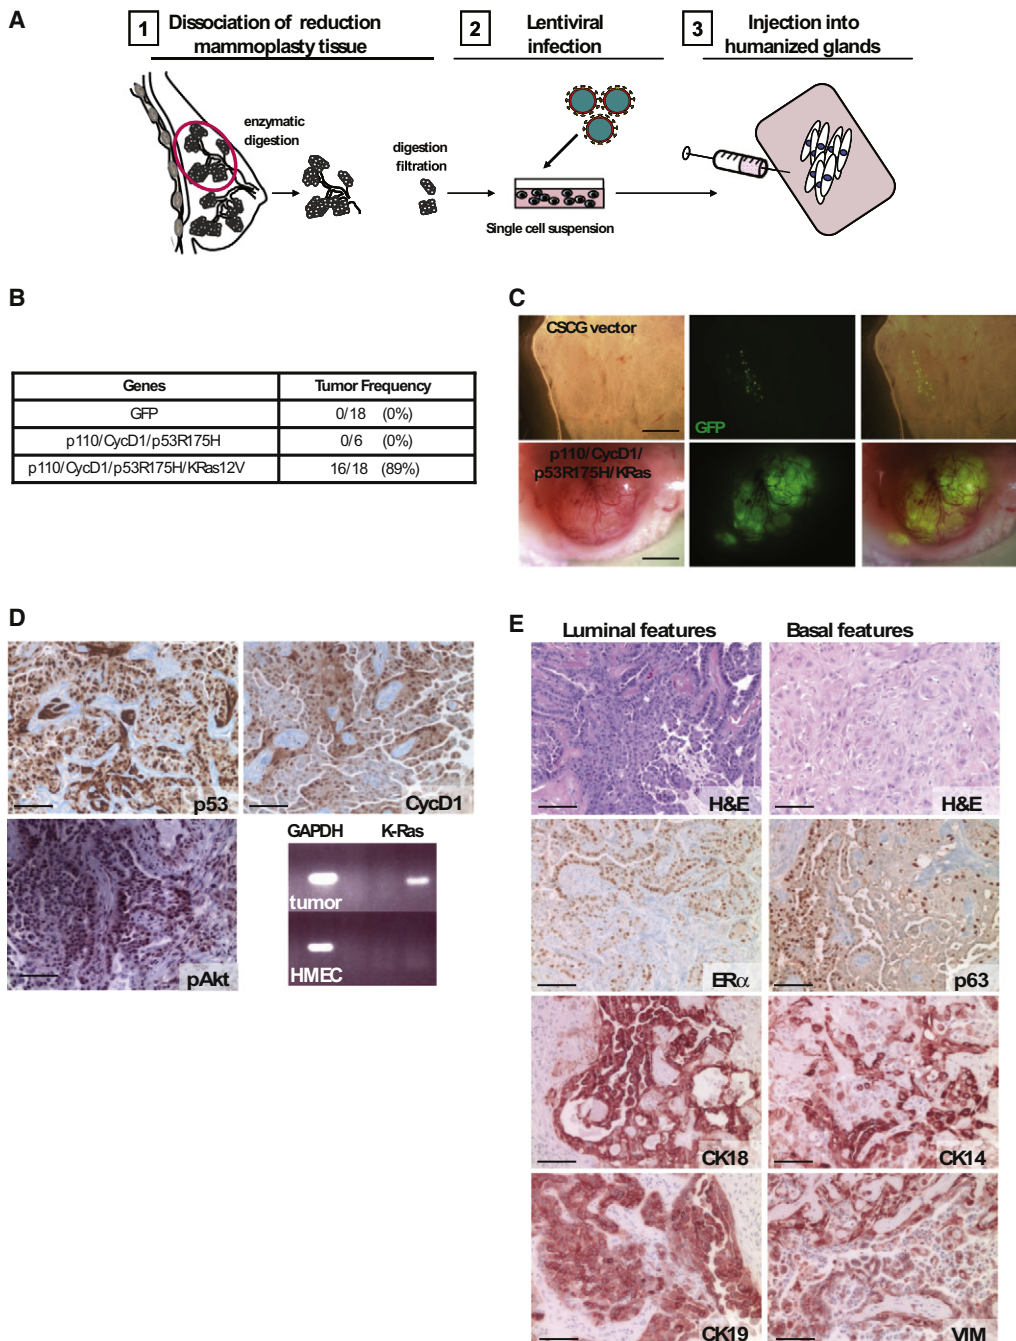 A
1 Dissociation of reduction
mammoplasty tissue
2 Lentiviral
infection
3 Injection into
humanized glands
enzymatic
digestion
digestion
filtration
Single cell suspension
B
Genes Tumor Frequency
GFP 0/18 (0%)
p110/CycD1/p53R175H 0/6 (0%)
p110/CycD1/p53R175H/KRas12V 16/18 (89%)
C
CSCG vector
GFP
p110/CycD1/
p53R175H/KRas
D
p53
CycD1
pAkt
GAPDH K-Ras
tumor
HMEC
E
Luminal features Basal features
H&E H&E
ERα p63
CK18 CK14
CK19 VIM